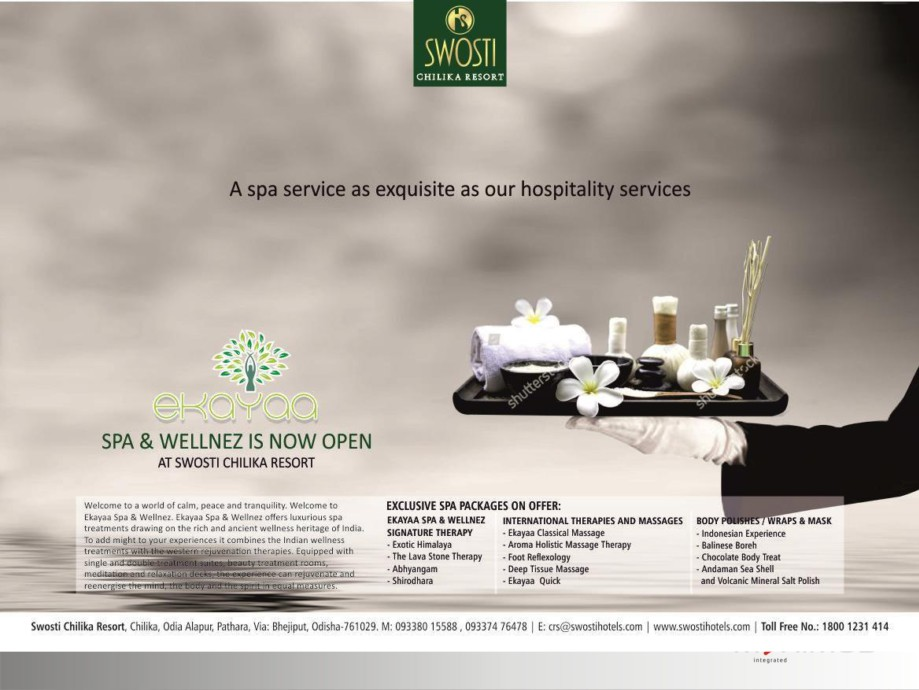 SWOSTI
CHILIKA RESORT
A spa service as exquisite as our hospitality services
shutterstock
shutterstock
ekayaa
SPA & WELLNEZ IS NOW OPEN
AT SWOSTI CHILIKA RESORT
Welcome to a world of calm, peace and tranquility. Welcome to
Ekayaa Spa & Wellnez. Ekayaa Spa & Wellnez offers luxurious spa
treatments drawing on the rich and ancient wellness heritage of India.
To add might to your experiences it combines the Indian wellness
treatments with the western rejuvenation therapies. Equipped with
single and double treatment suites, beauty treatment rooms,
meditation and relaxation decks, the experience can rejuvenate and
reenergise the mind, the body and the spirit in equal measures.
EXCLUSIVE SPA PACKAGES ON OFFER:
EKAYAA SPA & WELLNEZ
SIGNATURE THERAPY
- Exotic Himalaya
- The Lava Stone Therapy
- Abhyangam
- Shirodhara
INTERNATIONAL THERAPIES AND MASSAGES
- Ekayaa Classical Massage
- Aroma Holistic Massage Therapy
- Foot Reflexology
- Deep Tissue Massage
- Ekayaa Quick
BODY POLISHES / WRAPS & MASK
- Indonesian Experience
- Balinese Boreh
- Chocolate Body Treat
- Andaman Sea Shell
and Volcanic Mineral Salt Polish
Swosti Chilika Resort, Chilika, Odia Alapur, Pathara, Via: Bhejiput, Odisha-761029. M: 093380 15588 , 093374 76478 | E: crs@swostihotels.com | www.swostihotels.com | Toll Free No.: 1800 1231 414
integrated